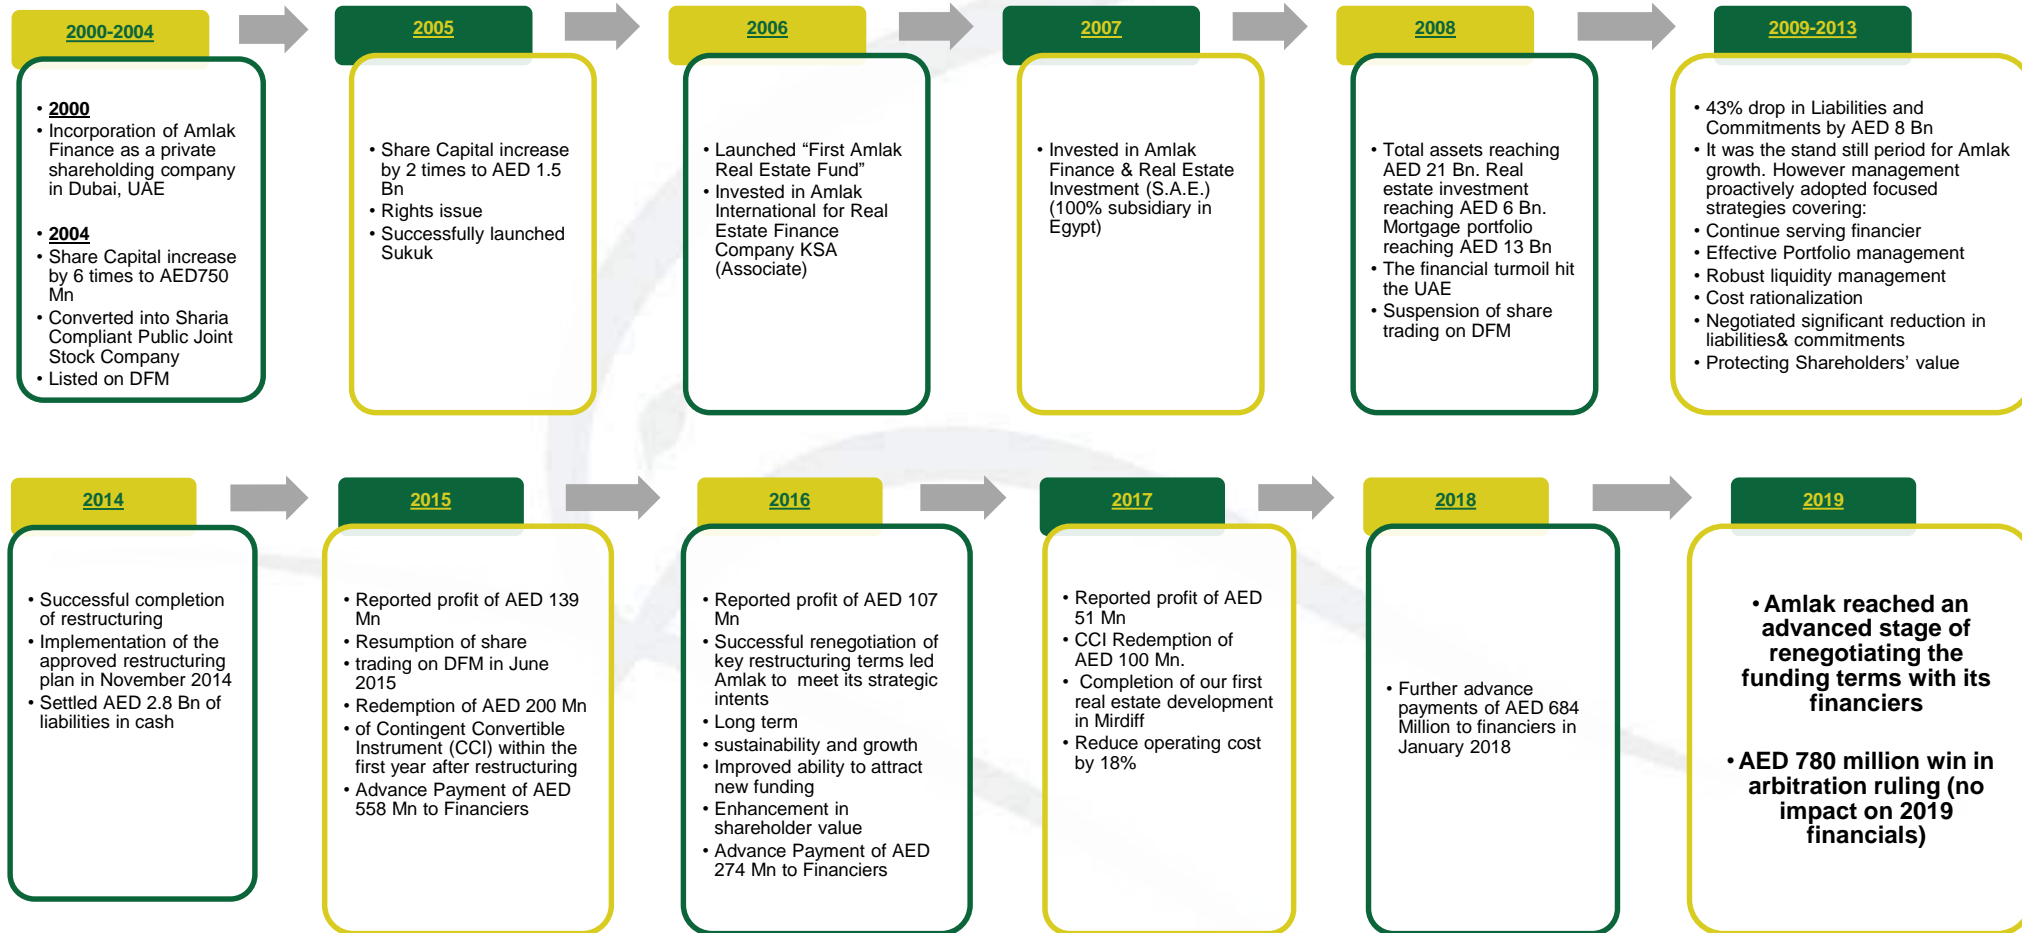 2000-2004
• 2000
• Incorporation of Amlak
Finance as a private
shareholding company
in Dubai, UAE
• 2004
• Share Capital increase
by 6 times to AED750
Mn
• Converted into Sharia
Compliant Public Joint
Stock Company
• Listed on DFM
2005
• Share Capital increase
by 2 times to AED 1.5
Bn
• Rights issue
• Successfully launched
Sukuk
2006
• Launched “First Amlak
Real Estate Fund”
• Invested in Amlak
International for Real
Estate Finance
Company KSA
(Associate)
2007
• Invested in Amlak
Finance & Real Estate
Investment (S.A.E.)
(100% subsidiary in
Egypt)
2008
• Total assets reaching
AED 21 Bn. Real
estate investment
reaching AED 6 Bn.
Mortgage portfolio
reaching AED 13 Bn
• The financial turmoil hit
the UAE
• Suspension of share
trading on DFM
2009-2013
• 43% drop in Liabilities and
Commitments by AED 8 Bn
• It was the stand still period for Amlak
growth. However management
proactively adopted focused
strategies covering:
• Continue serving financier
• Effective Portfolio management
• Robust liquidity management
• Cost rationalization
• Negotiated significant reduction in
liabilities& commitments
• Protecting Shareholders’ value
2014
• Successful completion
of restructuring
• Implementation of the
approved restructuring
plan in November 2014
• Settled AED 2.8 Bn of
liabilities in cash
2015
• Reported profit of AED 139
Mn
• Resumption of share
• trading on DFM in June
2015
• Redemption of AED 200 Mn
• of Contingent Convertible
Instrument (CCI) within the
first year after restructuring
• Advance Payment of AED
558 Mn to Financiers
2016
• Reported profit of AED 107
Mn
• Successful renegotiation of
key restructuring terms led
Amlak to meet its strategic
intents
• Long term
• sustainability and growth
• Improved ability to attract
new funding
• Enhancement in
shareholder value
• Advance Payment of AED
274 Mn to Financiers
2017
• Reported profit of AED
51 Mn
• CCI Redemption of
AED 100 Mn.
• Completion of our first
real estate development
in Mirdiff
• Reduce operating cost
by 18%
2018
• Further advance
payments of AED 684
Million to financiers in
January 2018
2019
• Amlak reached an
advanced stage of
renegotiating the
funding terms with its
financiers
• AED 780 million win in
arbitration ruling (no
impact on 2019
financials)